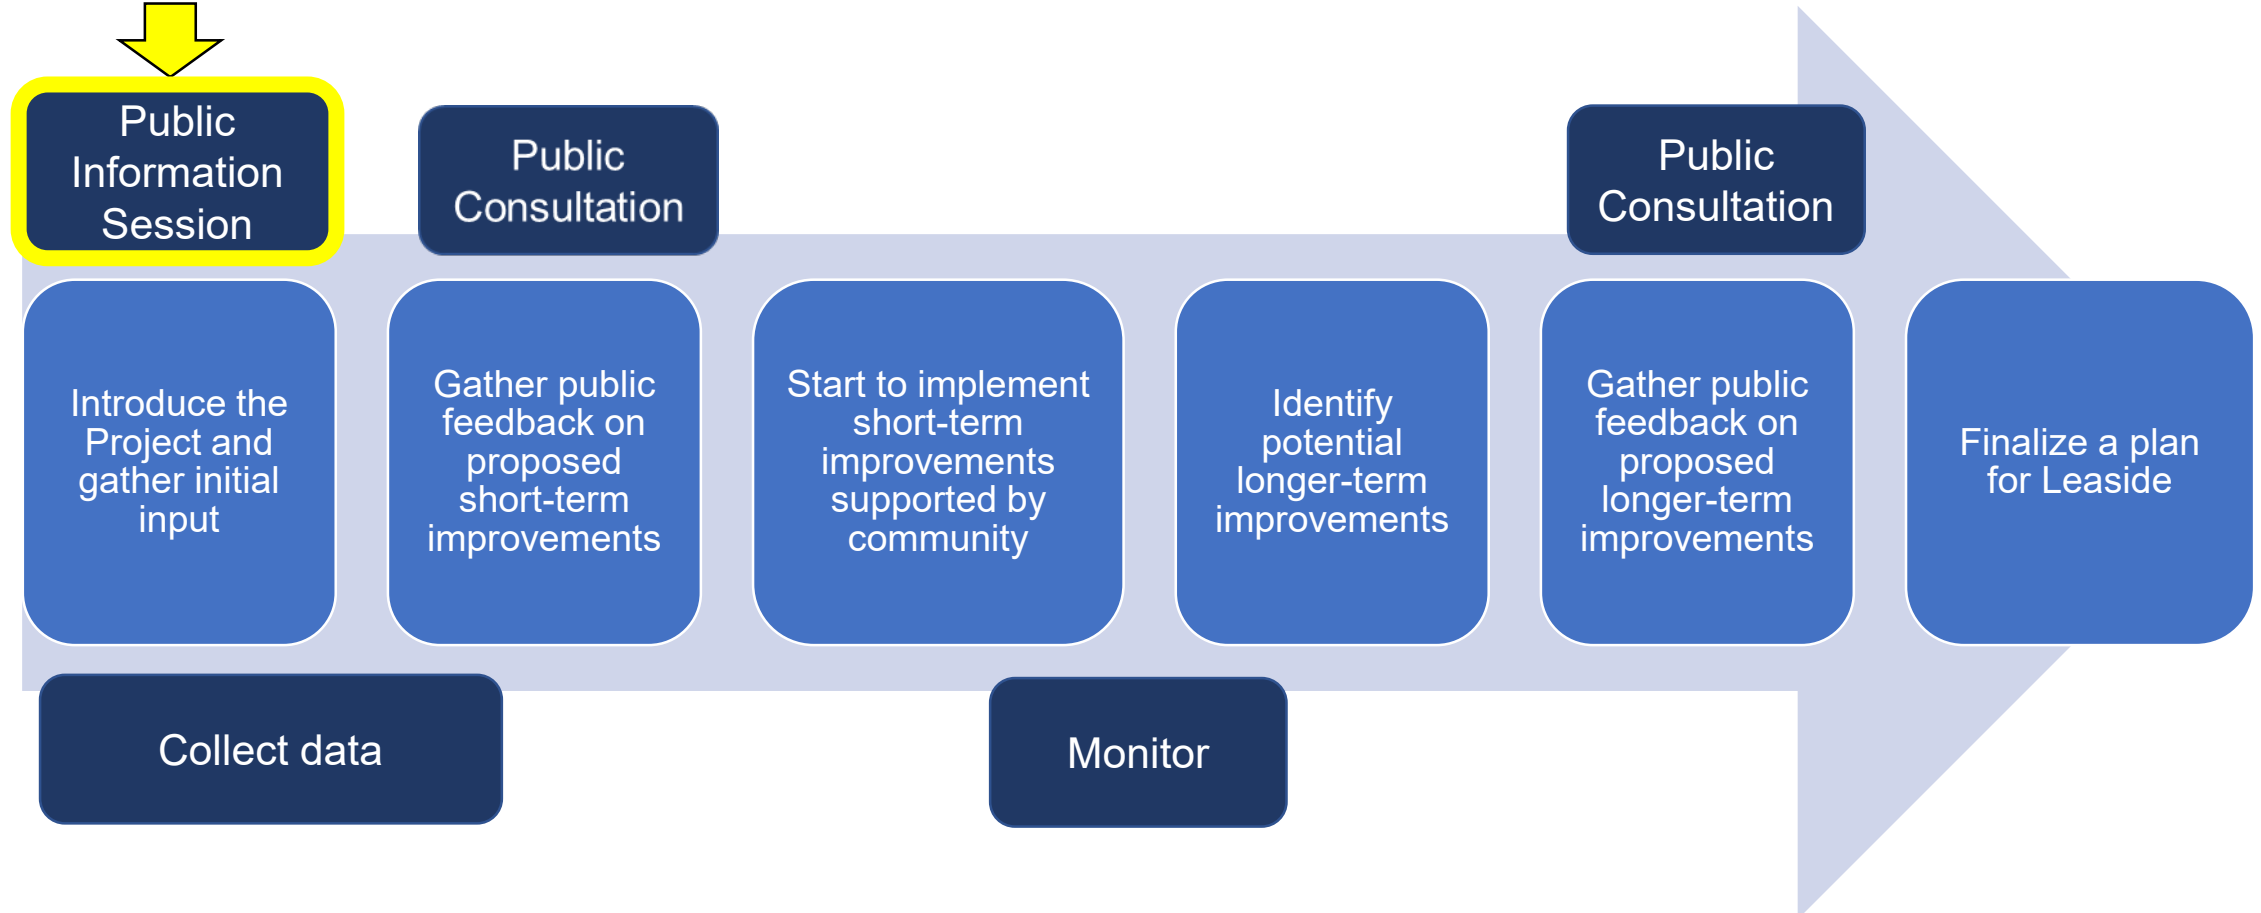 Public
Information
Session
Public
Consultation
Public
Consultation
Introduce the
Project and
gather initial
input
Gather public
feedback on
proposed
short-term
improvements
Start to implement
short-term
improvements
supported by
community
Identify
potential
longer-term
improvements
Gather public
feedback on
proposed
longer-term
improvements
Finalize a plan
for Leaside
Collect data
Monitor